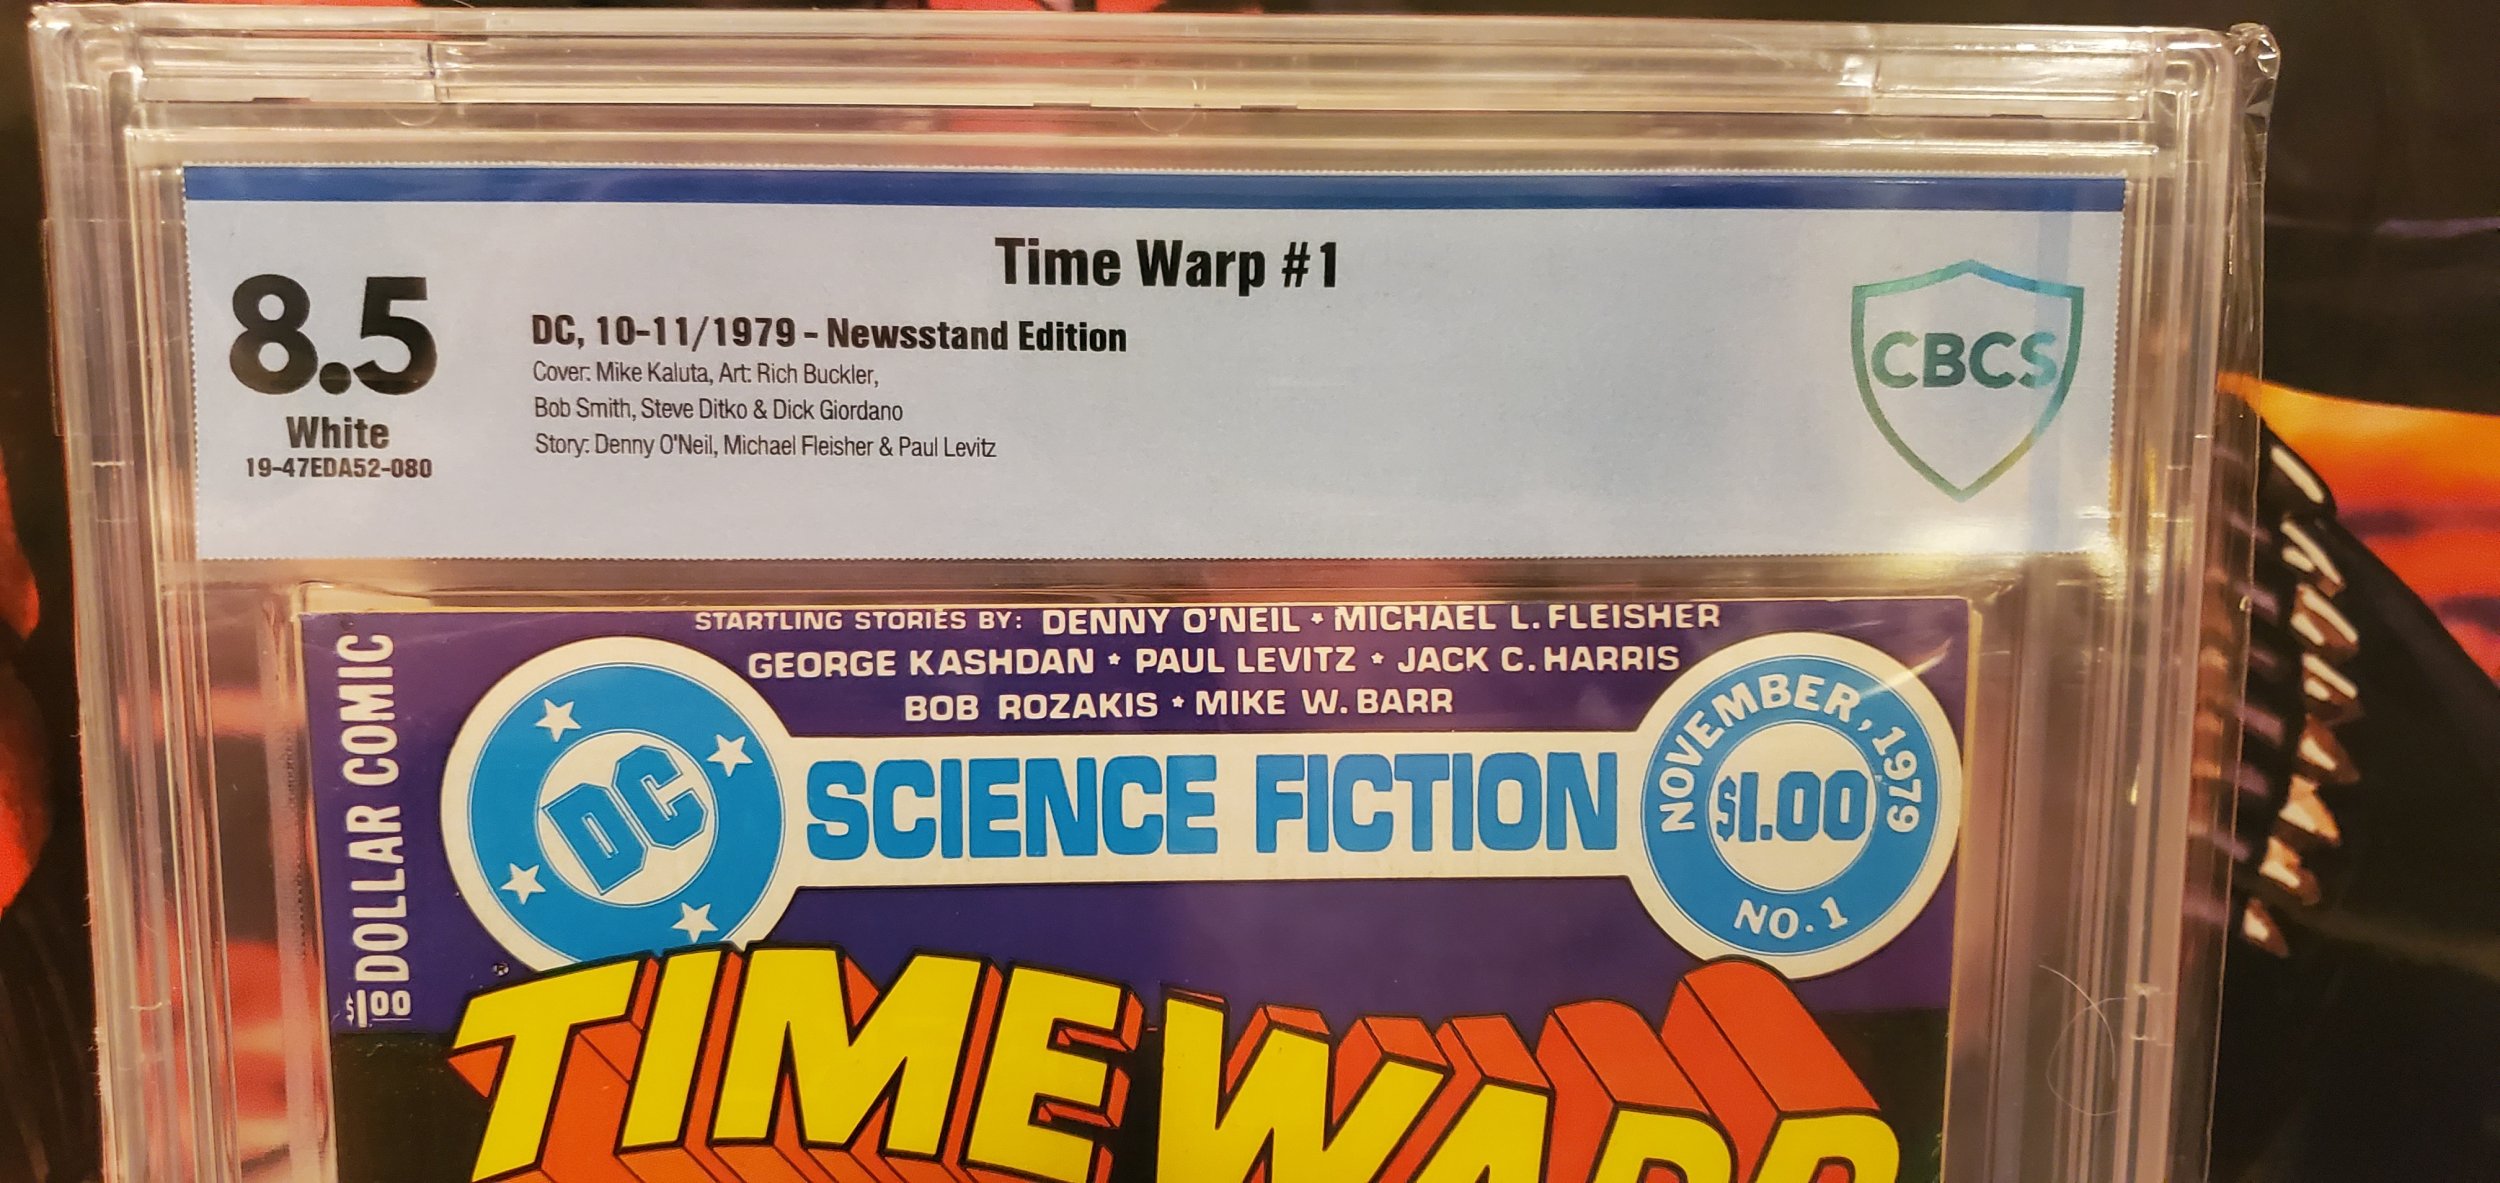 Time Warp #1
8.5
White
19-47EDA52-080
DC, 10-11/1979 - Newsstand Edition
Cover: Mike Kaluta, Art: Rich Buckler,
Bob Smith, Steve Ditko & Dick Giordano
Story: Denny O'Neil, Michael Fleisher & Paul Levitz
CBCS
STARTLING STORIES BY: DENNY O'NEIL * MICHAEL L. FLEISHER
GEORGE KASHDAN * PAUL LEVITZ * JACK C. HARRIS
BOB ROZAKIS * MIKE W. BARR
$100 DOLLAR COMIC
DC
SCIENCE FICTION
NOVEMBER, 1979
$1.00
NO. 1
®
TIME WARP